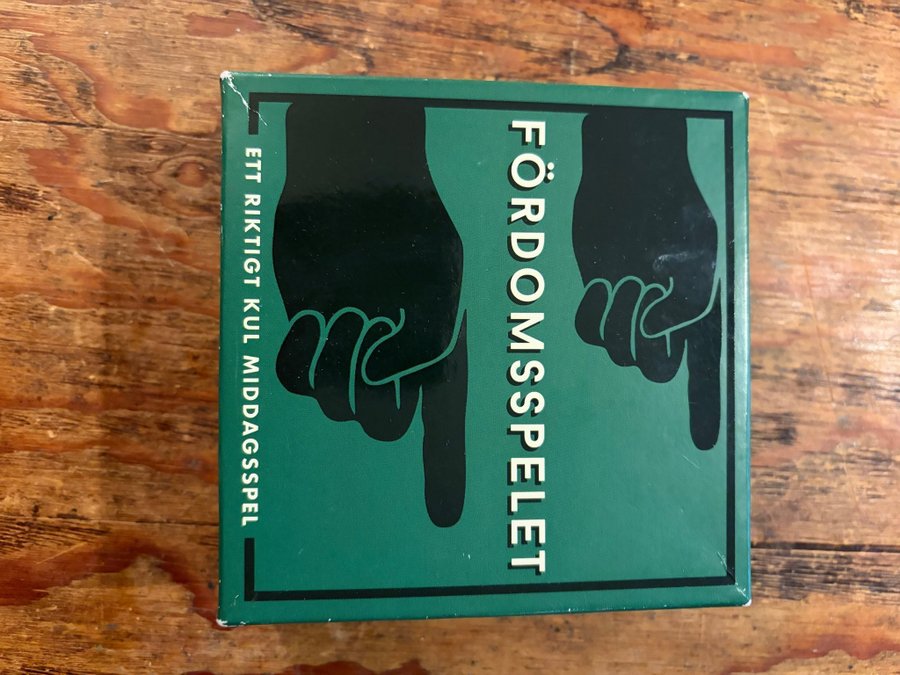 FÖRDOMSSPELET
ETT RIKTIGT KUL MIDDAGSSPEL